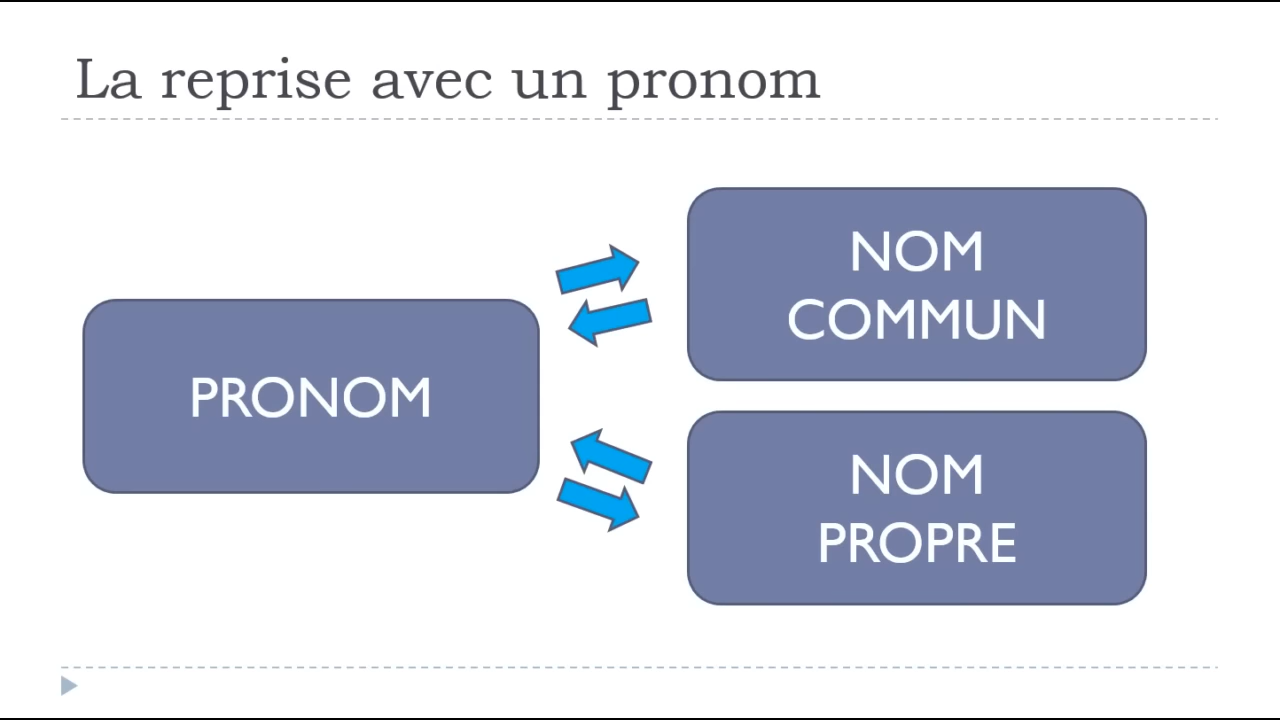 La reprise avec un pronom
PRONOM
NOM
COMMUN
NOM
PROPRE